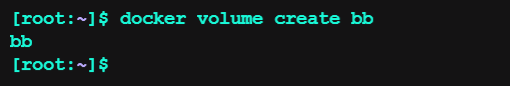 [root:~]$ docker volume create bb
bb
[root:~]$